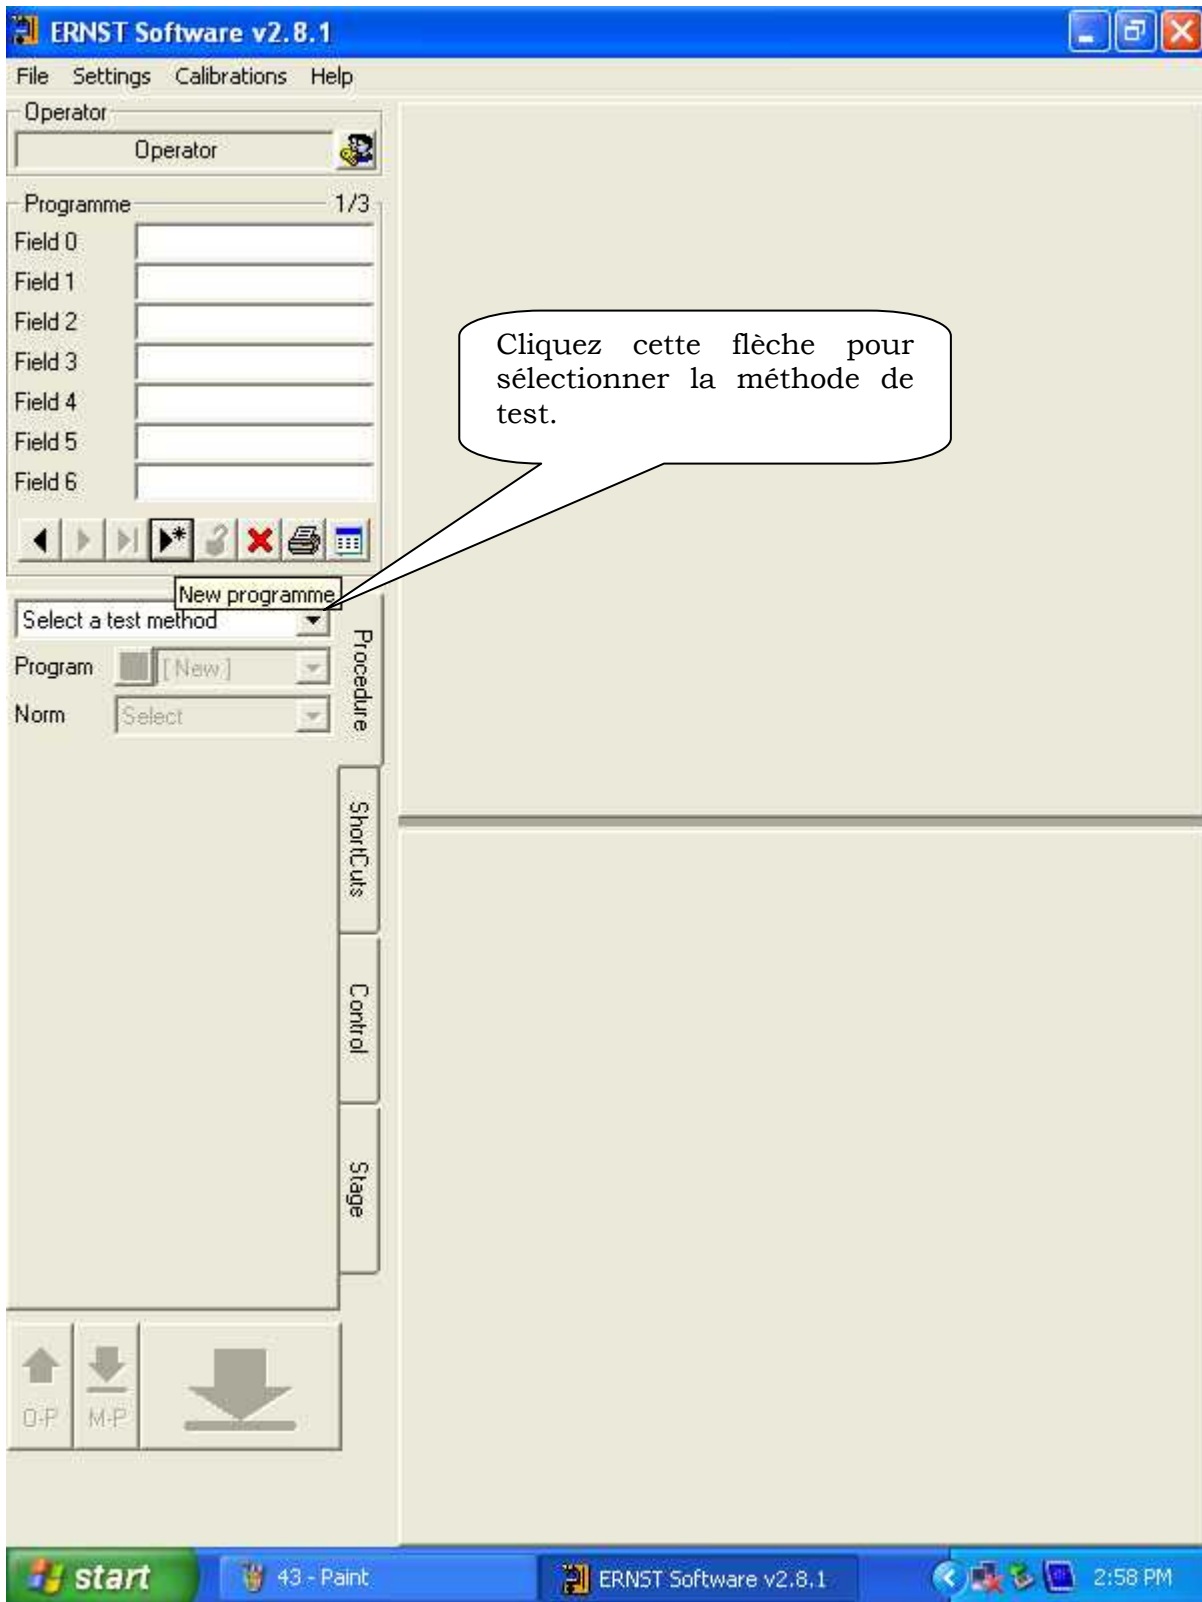 ERNST Software v2.8.1
File Settings Calibrations Help
Operator
Operator
Programme 1/3
Field 0
Field 1
Field 2
Field 3
Field 4
Field 5
Field 6
Cliquez cette flèche pour
sélectionner la méthode de
test.
New programme
Select a test method
Program [ New ]
Norm Select
Procedure
ShortCuts
Control
Stage
O-P M-P
start 43 - Paint ERNST Software v2.8.1 2:58 PM